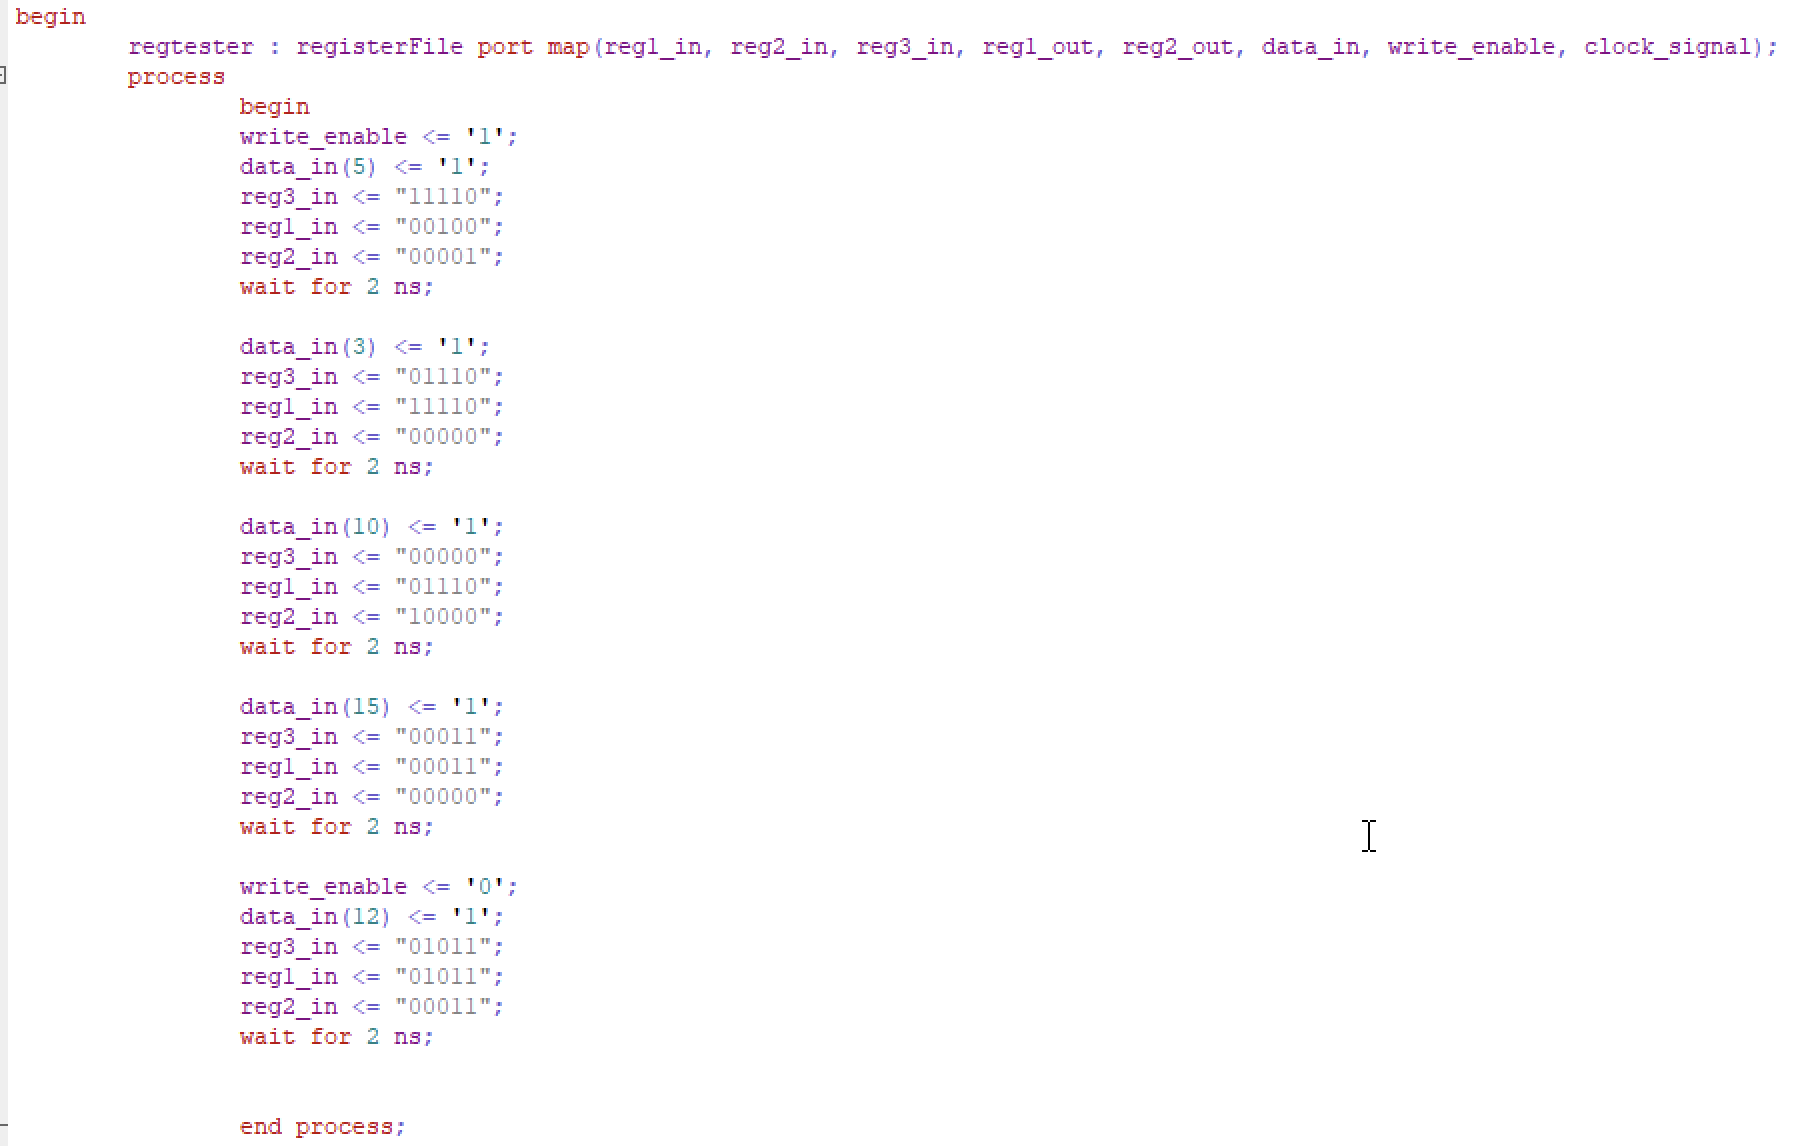 begin
regtester : registerFile port map(reg1_in, reg2_in, reg3_in, reg1_out, reg2_out, data_in, write_enable, clock_signal);
process
begin
write_enable <= '1';
data_in(5) <= '1';
reg3_in <= "11110";
reg1_in <= "00100";
reg2_in <= "00001";
wait for 2 ns;
data_in(3) <= '1';
reg3_in <= "01110";
reg1_in <= "11110";
reg2_in <= "00000";
wait for 2 ns;
data_in(10) <= '1';
reg3_in <= "00000";
reg1_in <= "01110";
reg2_in <= "10000";
wait for 2 ns;
data_in(15) <= '1';
reg3_in <= "00011";
reg1_in <= "00011";
reg2_in <= "00000";
wait for 2 ns;
write_enable <= '0';
data_in(12) <= '1';
reg3_in <= "01011";
reg1_in <= "01011";
reg2_in <= "00011";
wait for 2 ns;
end process;